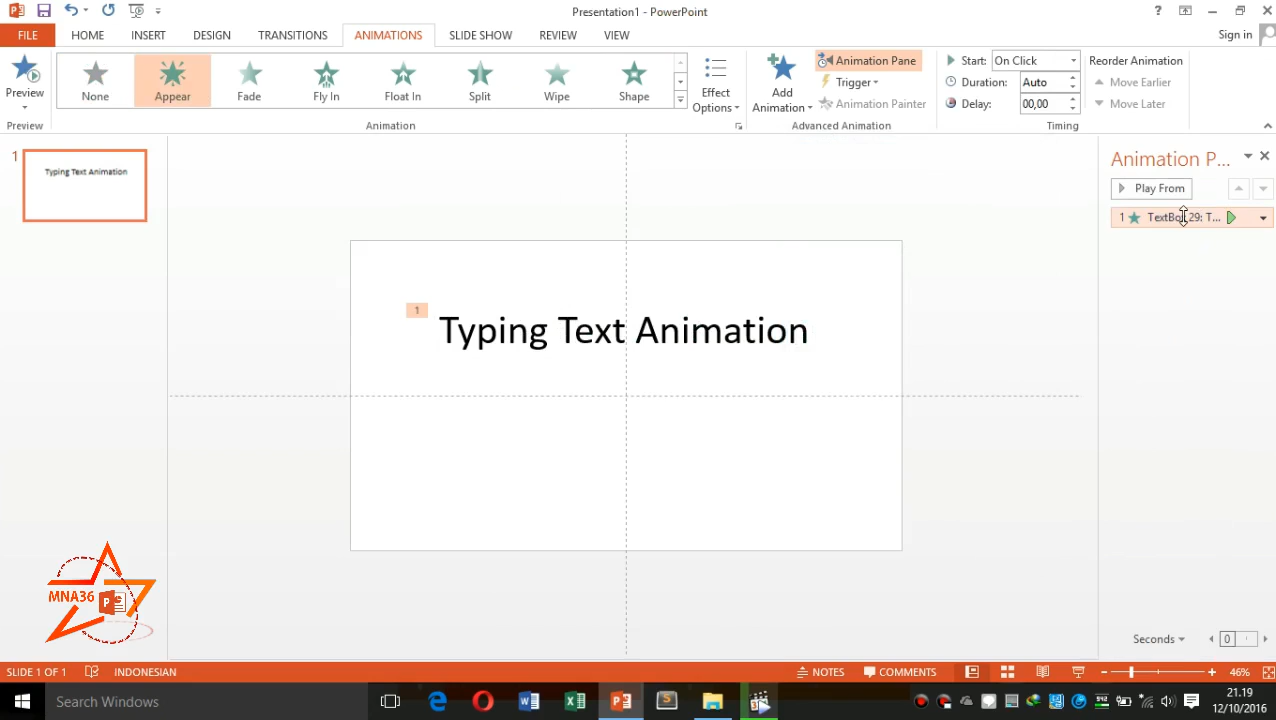 Presentation1 - PowerPoint
?
Sign in
FILE HOME INSERT DESIGN TRANSITIONS ANIMATIONS SLIDE SHOW REVIEW VIEW
Preview
None
Appear
Fade
Fly In
Float In
Split
Wipe
Shape
Effect
Options
Add
Animation
Animation Pane
Trigger
Animation Painter
Start: On Click
Duration: Auto
Delay: 00,00
Reorder Animation
Move Earlier
Move Later
Preview
Animation
Advanced Animation
Timing
1
Typing Text Animation
1
Typing Text Animation
Animation P...
Play From
1 TextBox 29: T...
Seconds
0
MNA36
P
SLIDE 1 OF 1
INDONESIAN
NOTES
COMMENTS
46%
Search Windows
21.19
12/10/2016